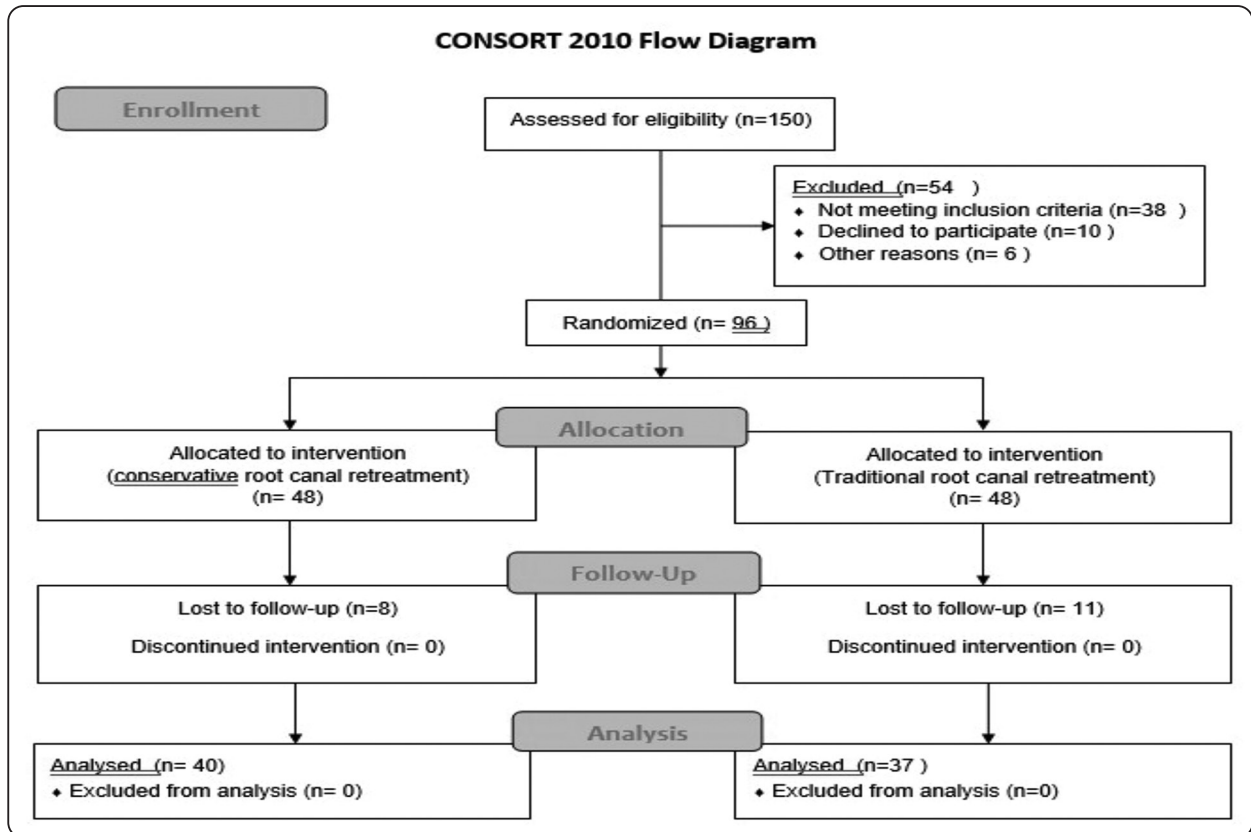 CONSORT 2010 Flow Diagram
Enrollment
Assessed for eligibility (n=150)
Excluded (n=54 )
⬥ Not meeting inclusion criteria (n=38 )
⬥ Declined to participate (n=10 )
⬥ Other reasons (n= 6 )
Randomized (n= 96 )
Allocation
Allocated to intervention
(conservative root canal retreatment)
(n= 48)
Allocated to intervention
(Traditional root canal retreatment)
(n= 48)
Follow-Up
Lost to follow-up (n=8)
Discontinued intervention (n= 0)
Lost to follow-up (n= 11)
Discontinued intervention (n= 0)
Analysis
Analysed (n= 40)
⬥ Excluded from analysis (n= 0)
Analysed (n=37 )
⬥ Excluded from analysis (n=0)